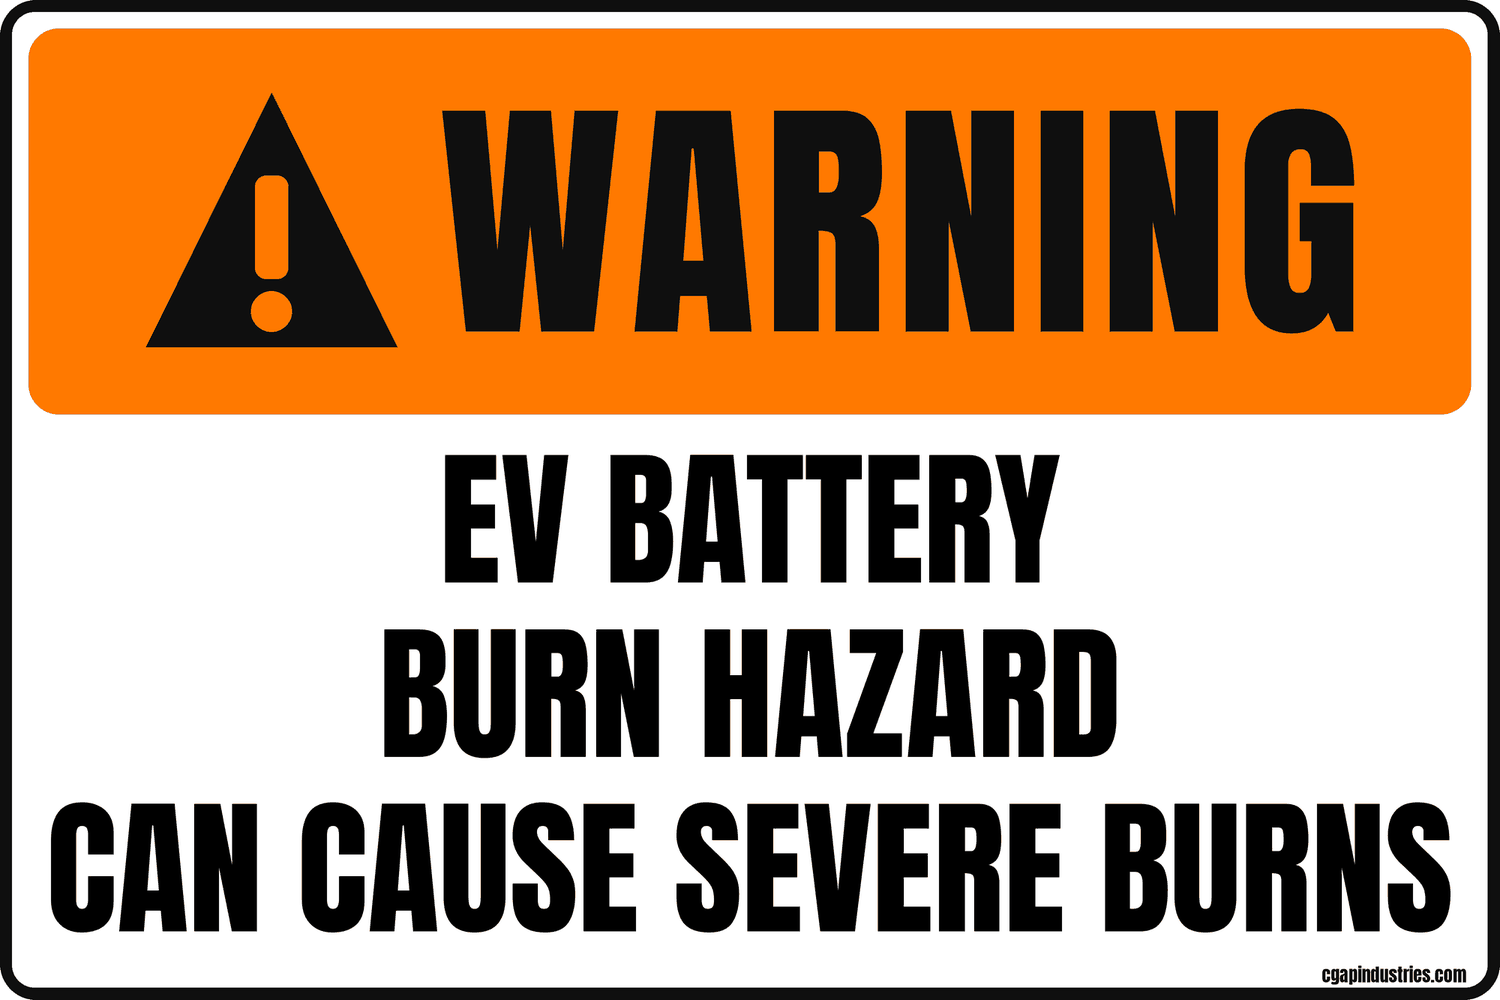 WARNING
EV BATTERY
BURN HAZARD
CAN CAUSE SEVERE BURNS
cgapindustries.com